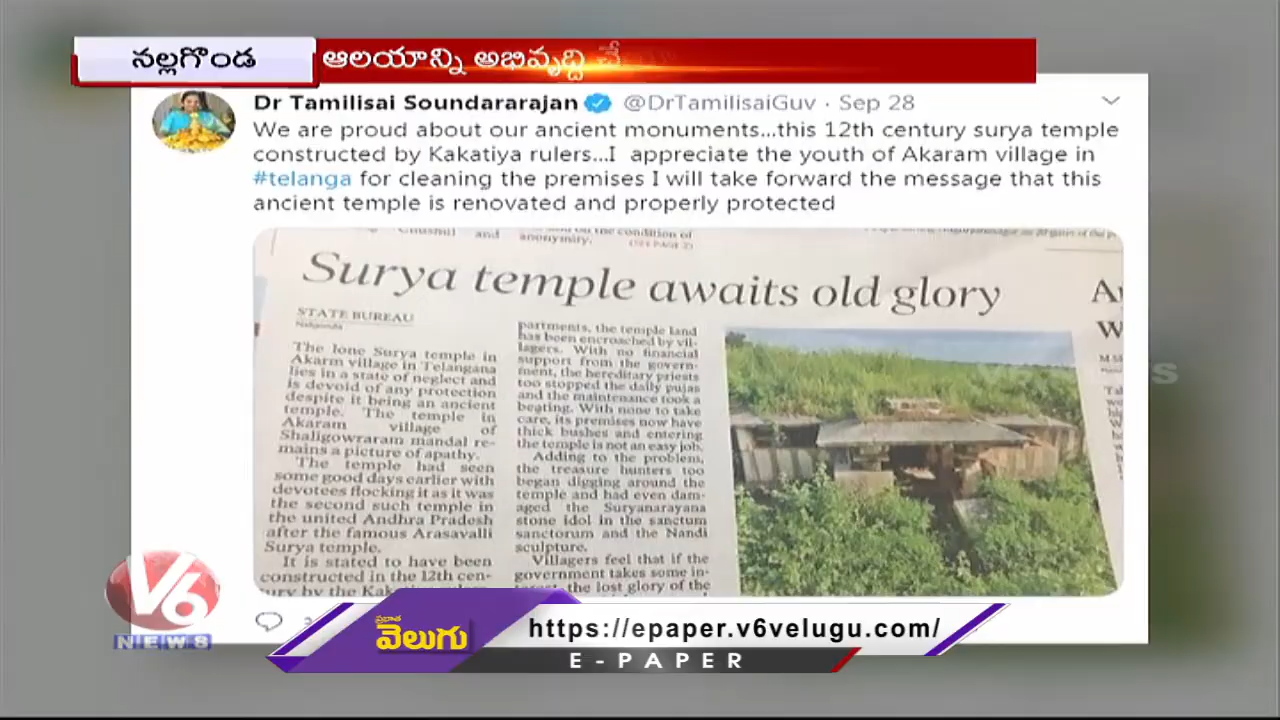 నల్లగొండ
ఆలయాన్ని అభివృద్ది చే
Dr Tamilisai Soundararajan @DrTamilisaiGuv · Sep 28
We are proud about our ancient monuments...this 12th century surya temple
constructed by Kakatiya rulers...I appreciate the youth of Akaram village in
#telanga for cleaning the premises I will take forward the message that this
ancient temple is renovated and properly protected
and
anonymity.
Surya temple awaits old glory
STATE BUREAU
Nalgonda
The lone Surya temple in
Akarm village in Telangana
lies in a state of neglect and
is devoid of any protection
despite it being an ancient
temple. The temple in
Akaram village of
Shaligowraram mandal re-
mains a picture of apathy.
The temple had seen
some good days earlier with
devotees flocking it as it was
the second such temple in
the united Andhra Pradesh
after the famous Arasavalli
Surya temple.
It is stated to have been
constructed in the 12th cen-
tury by the
partments, the temple land
has been encroached by vil-
lagers. With no financial
support from the govern-
ment, the hereditary priests
too stopped the daily pujas
and the maintenance took a
beating. With none to take
care, its premises now have
thick bushes and entering
the temple is not an easy job.
Adding to the problem,
the treasure hunters too
began digging around the
temple and had even dam-
aged the Suryanarayana
stone idol in the sanctum
sanctorum and the Nandi
sculpture.
Villagers feel that if the
government takes some in-
the lost glory of the
V6
NEWS
ప్రభాత
వెలుగు
https://epaper.v6velugu.com/
E-PAPER